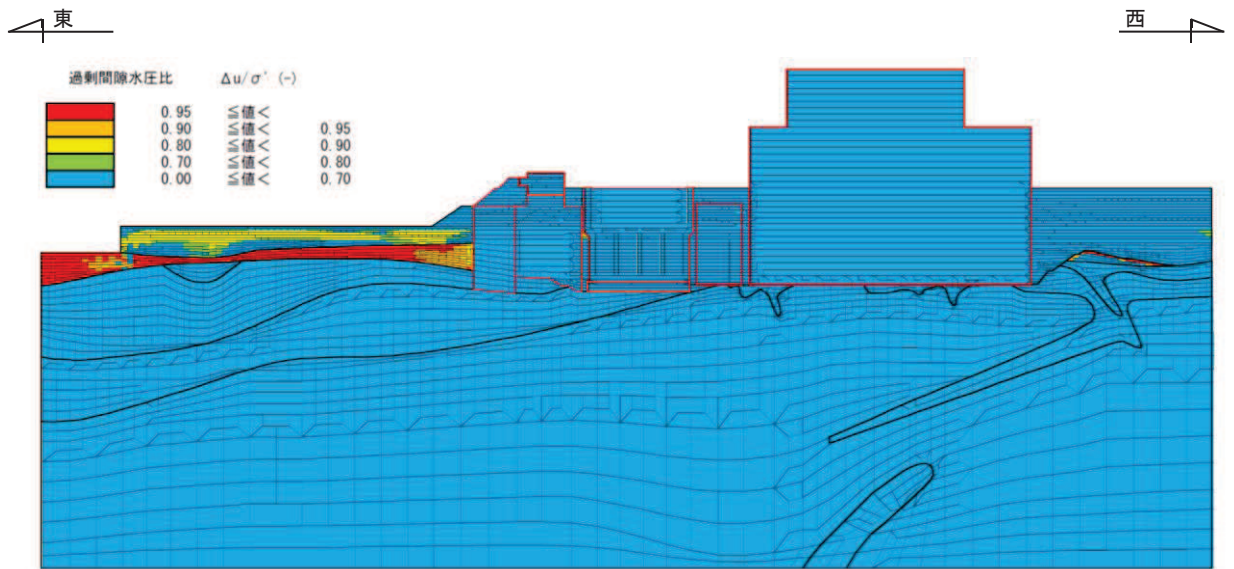 東
西
過剰間隙水圧比 Δu/σ' (-)
0.95 ≦値<
0.90 ≦値< 0.95
0.80 ≦値< 0.90
0.70 ≦値< 0.80
0.00 ≦値< 0.70